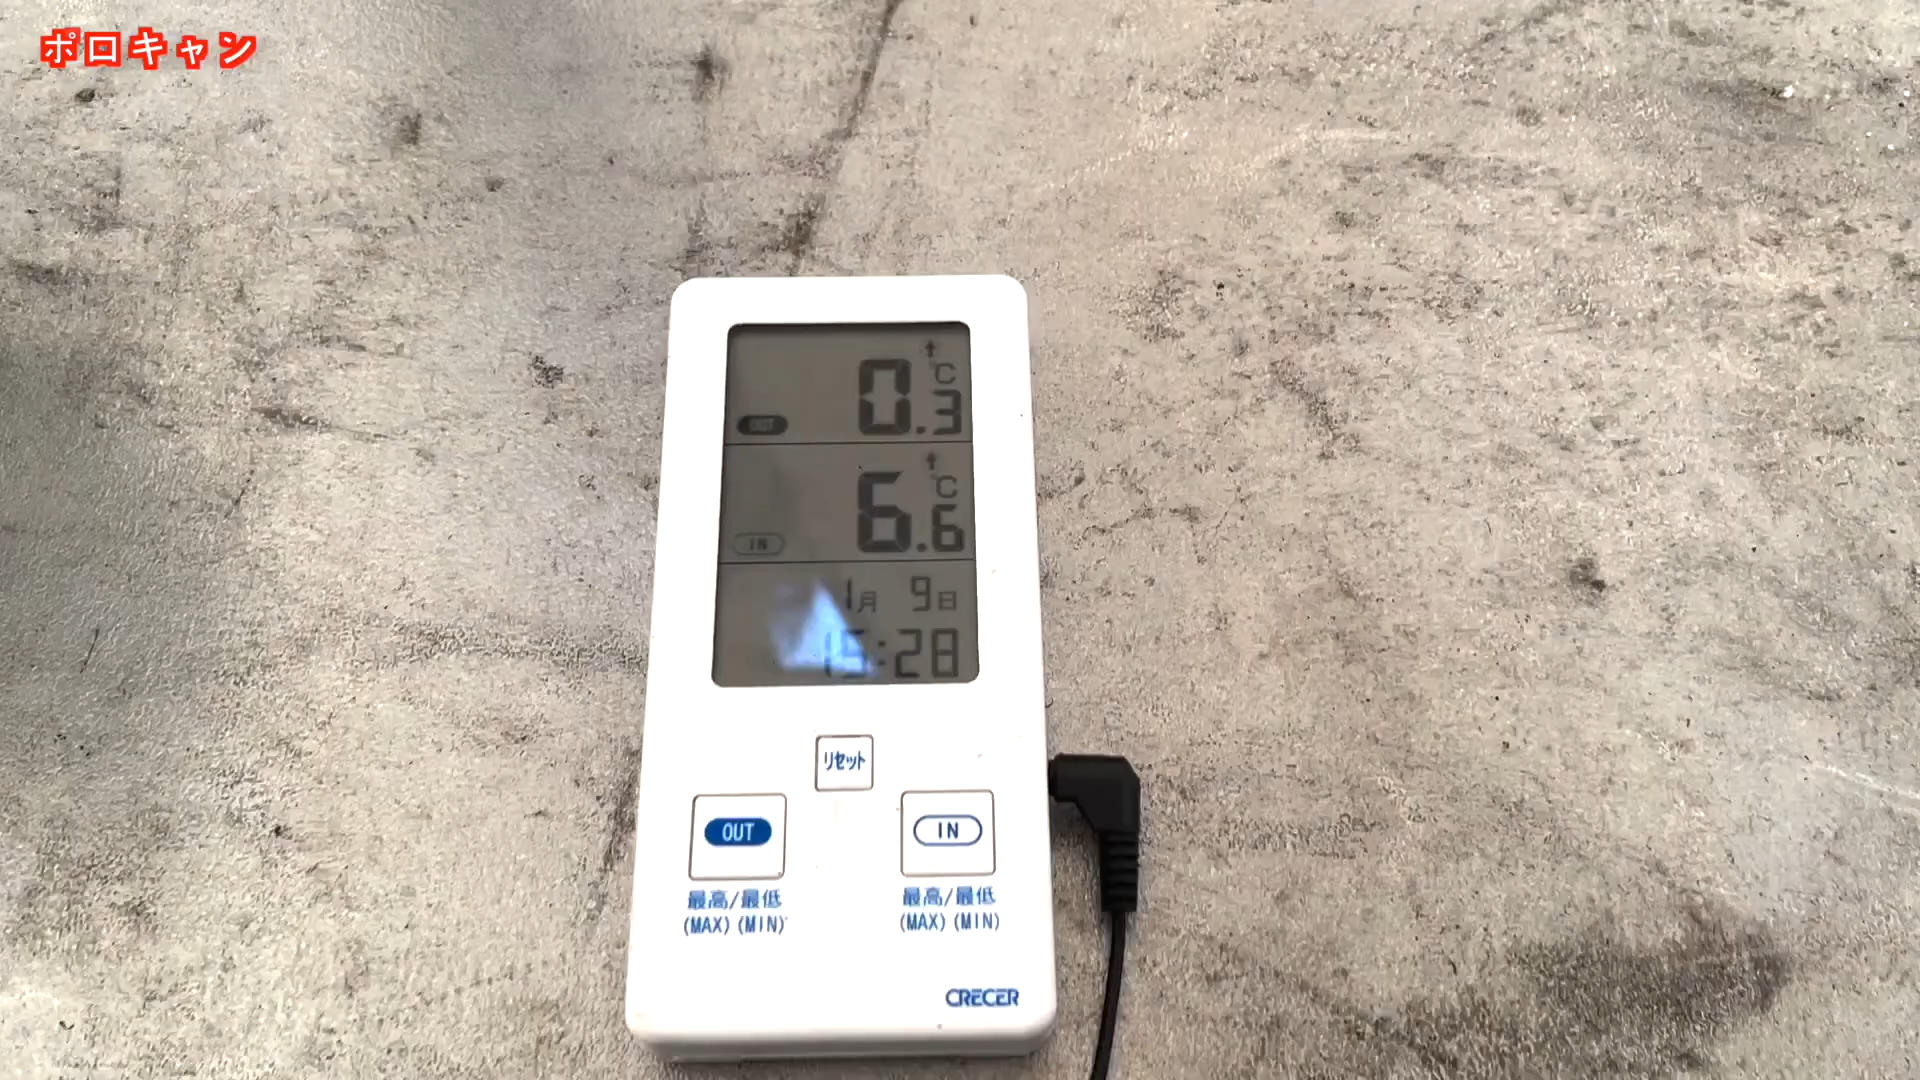 ポロキャン
↑
°C
0.3
OUT
↑
°C
6.6
IN
1月 9日
15:28
リセット
OUT
IN
最高/最低
(MAX) (MIN)
最高/最低
(MAX) (MIN)
CRECER